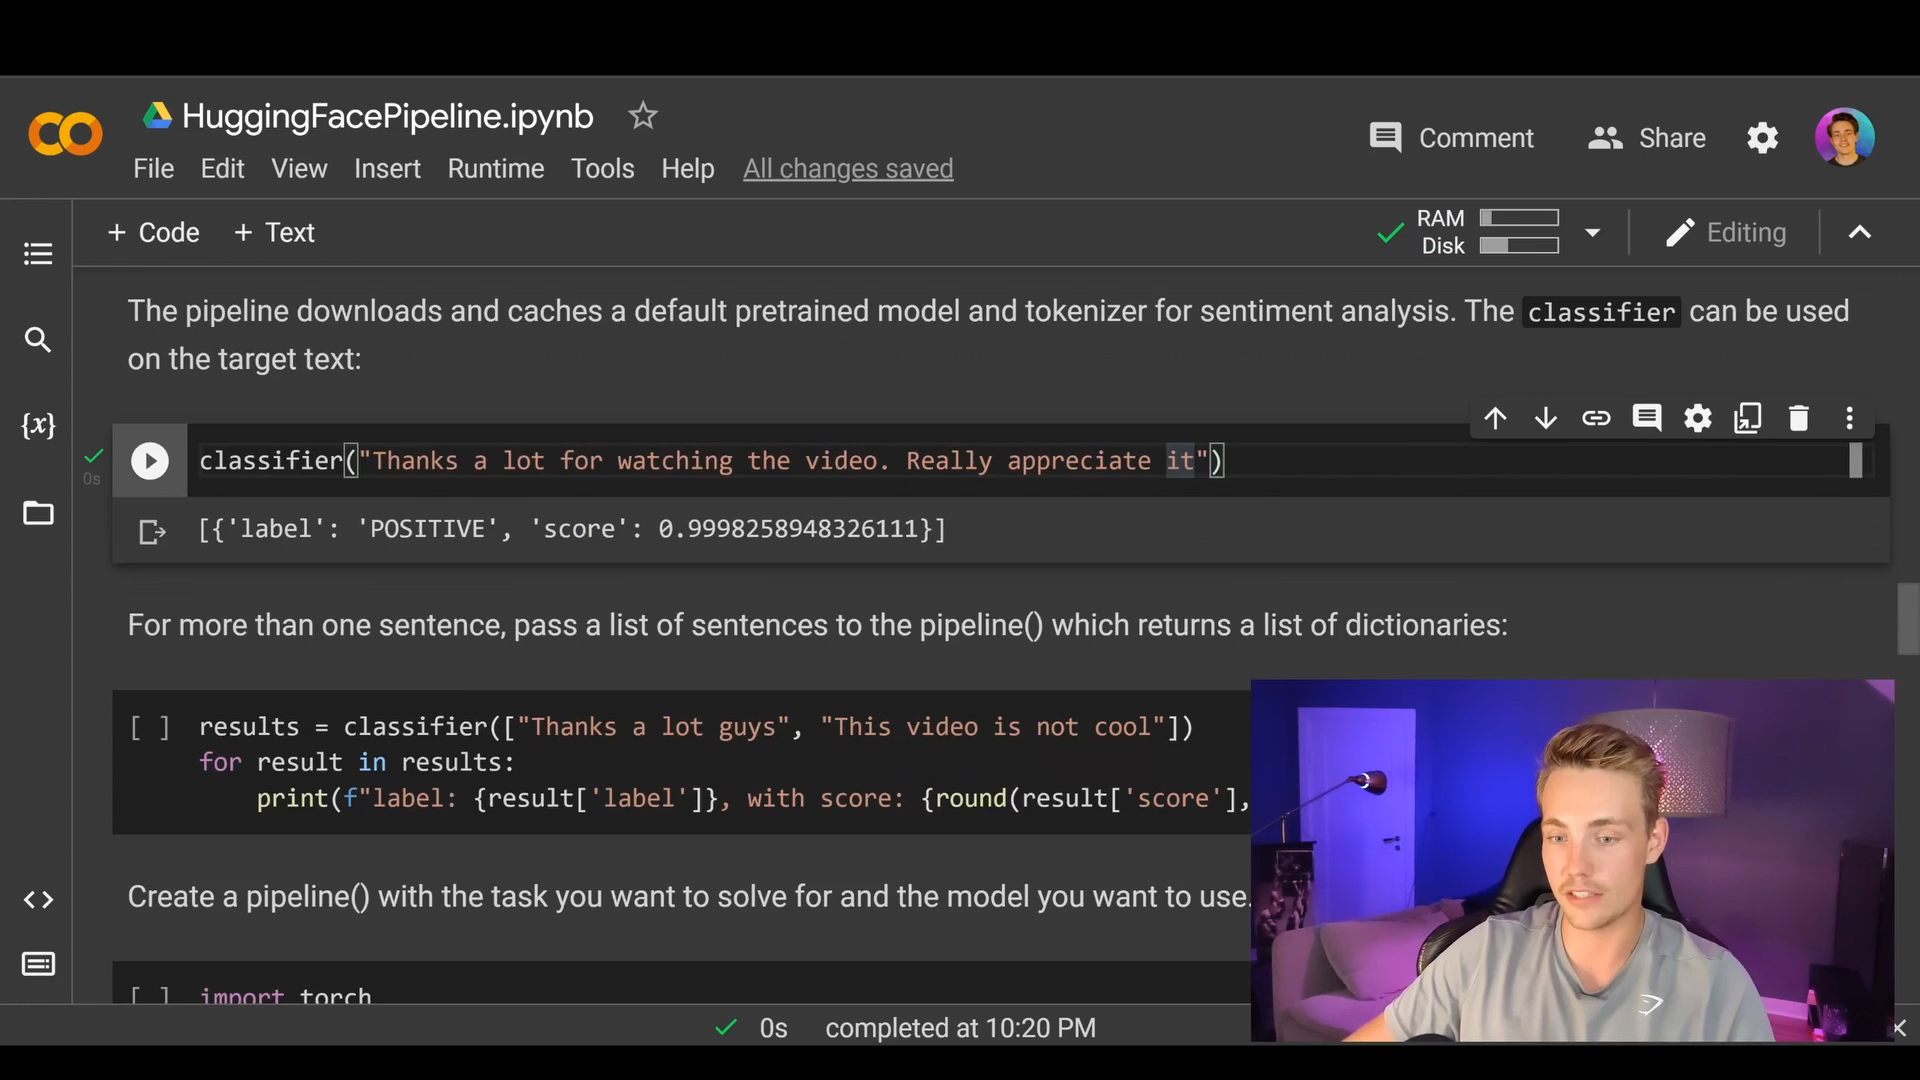 HuggingFacePipeline.ipynb
Comment Share
File Edit View Insert Runtime Tools Help All changes saved
+ Code + Text
RAM
Disk
Editing
The pipeline downloads and caches a default pretrained model and tokenizer for sentiment analysis. The classifier can be used
on the target text:
{x}
0s
classifier("Thanks a lot for watching the video. Really appreciate it")
[{'label': 'POSITIVE', 'score': 0.9998258948326111}]
For more than one sentence, pass a list of sentences to the pipeline() which returns a list of dictionaries:
[ ] results = classifier(["Thanks a lot guys", "This video is not cool"])
for result in results:
print(f"label: {result['label']}, with score: {round(result['score'],
Create a pipeline() with the task you want to solve for and the model you want to use.
[ ] import torch
0s completed at 10:20 PM